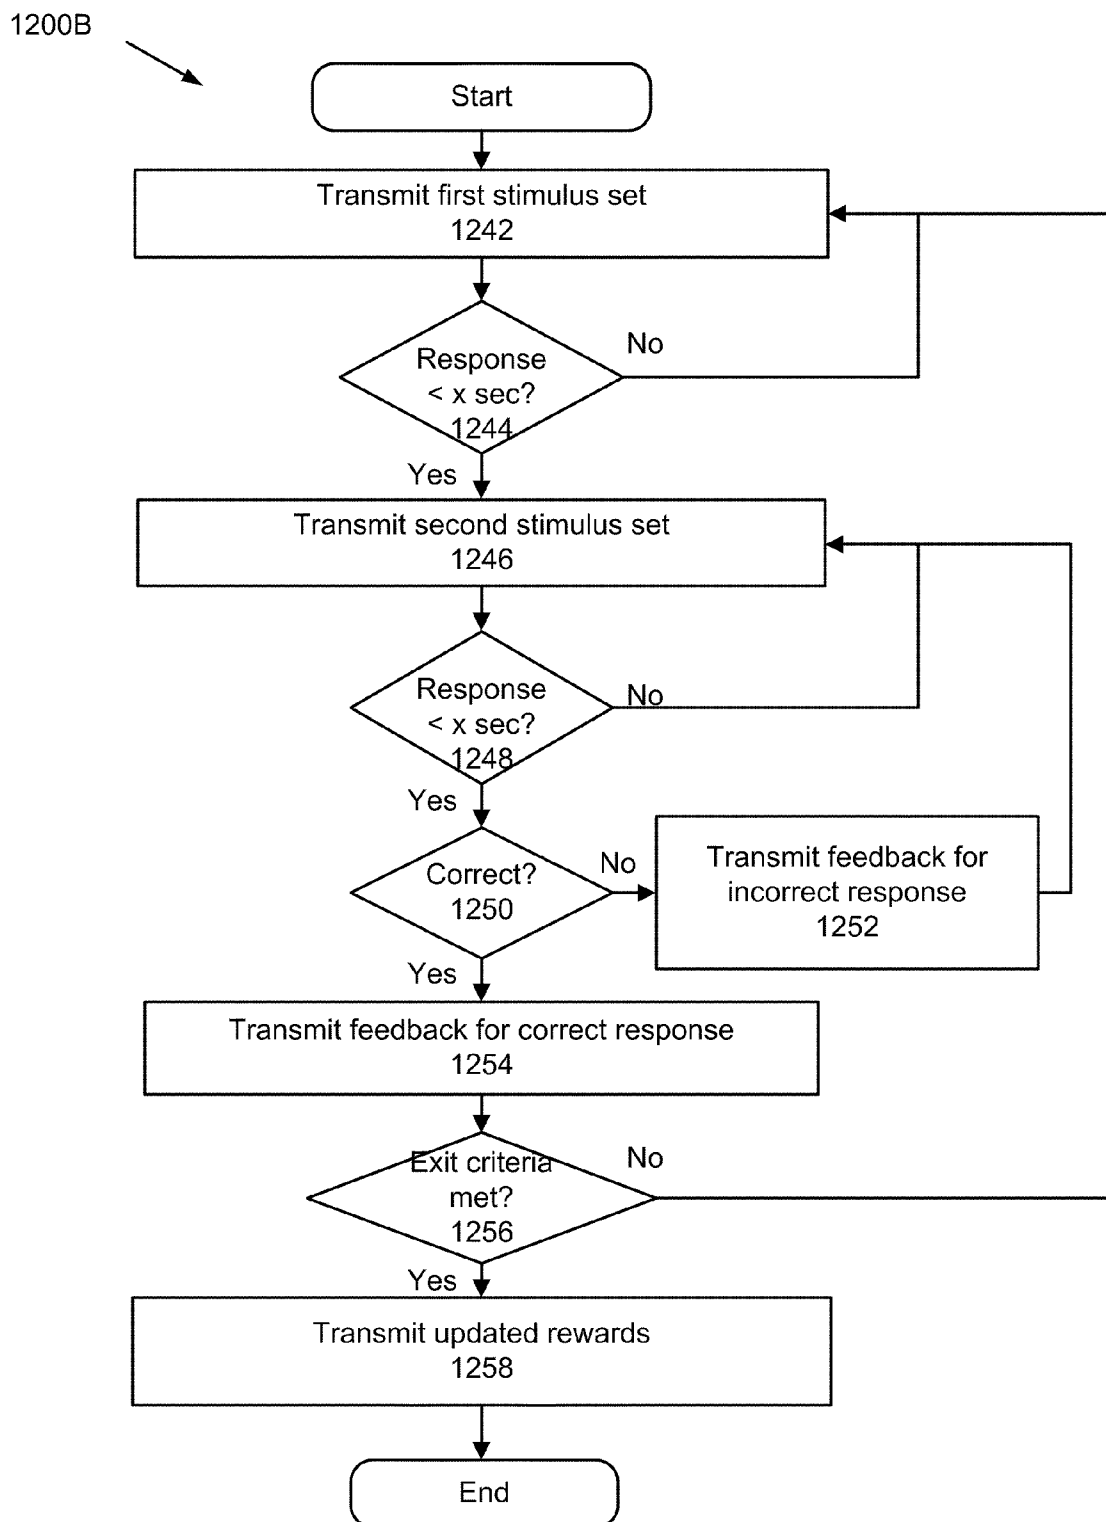 1200B
Start
Transmit first stimulus set
1242
Response
< x sec?
1244
No
Yes
Transmit second stimulus set
1246
Response
< x sec?
1248
No
Yes
Correct?
1250
No
Transmit feedback for
incorrect response
1252
Yes
Transmit feedback for correct response
1254
Exit criteria
met?
1256
No
Yes
Transmit updated rewards
1258
End